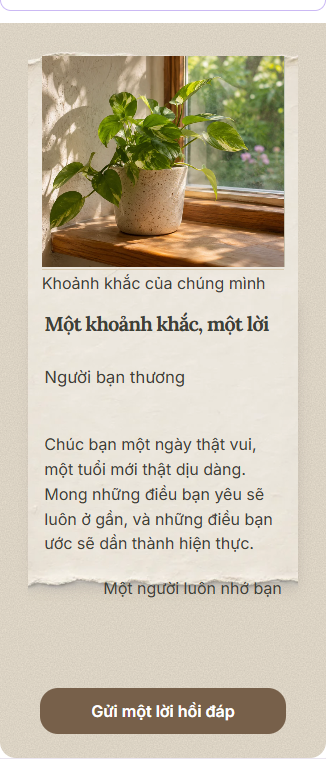 Khoảnh khắc của chúng mình
Một khoảnh khắc, một lời
Người bạn thương
Chúc bạn một ngày thật vui,
một tuổi mới thật dịu dàng.
Mong những điều bạn yêu sẽ
luôn ở gần, và những điều bạn
ước sẽ dần thành hiện thực.
Một người luôn nhớ bạn
Gửi một lời hồi đáp